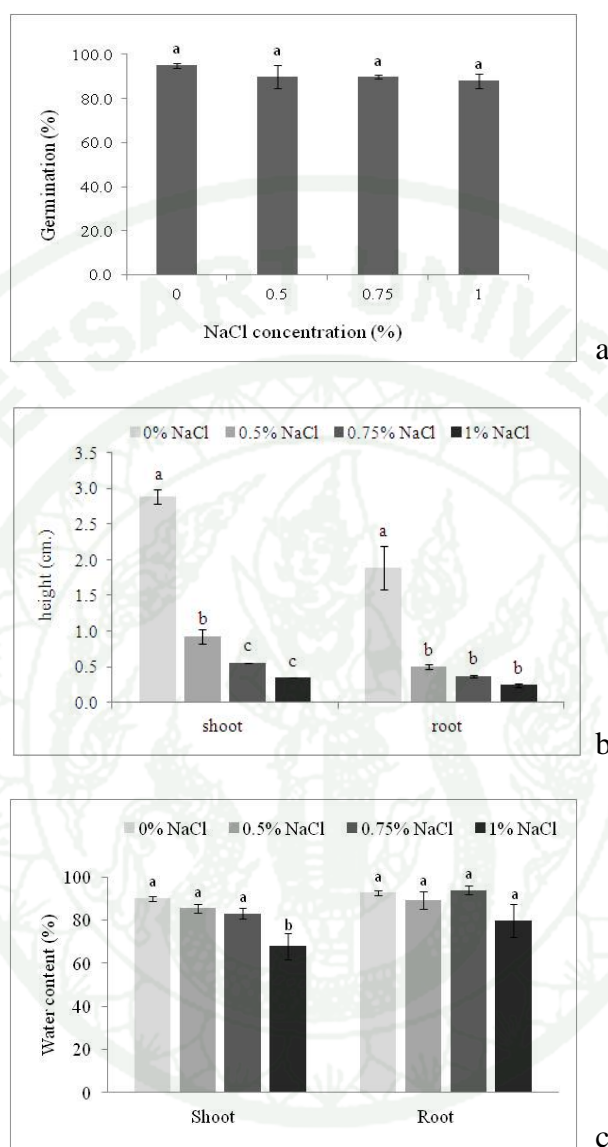 a a a a
100.0
80.0
60.0
40.0
20.0
0.0
Germination (%)
0 0.5 0.75 1
NaCl concentration (%)
a
0% NaCl 0.5% NaCl 0.75% NaCl 1% NaCl
3.5
3.0
2.5
2.0
1.5
1.0
0.5
0.0
height (cm.)
a b c c a b b b
shoot root
b
0% NaCl 0.5% NaCl 0.75% NaCl 1% NaCl
100
80
60
40
20
0
Water content (%)
a a a b a a a a
Shoot Root
c